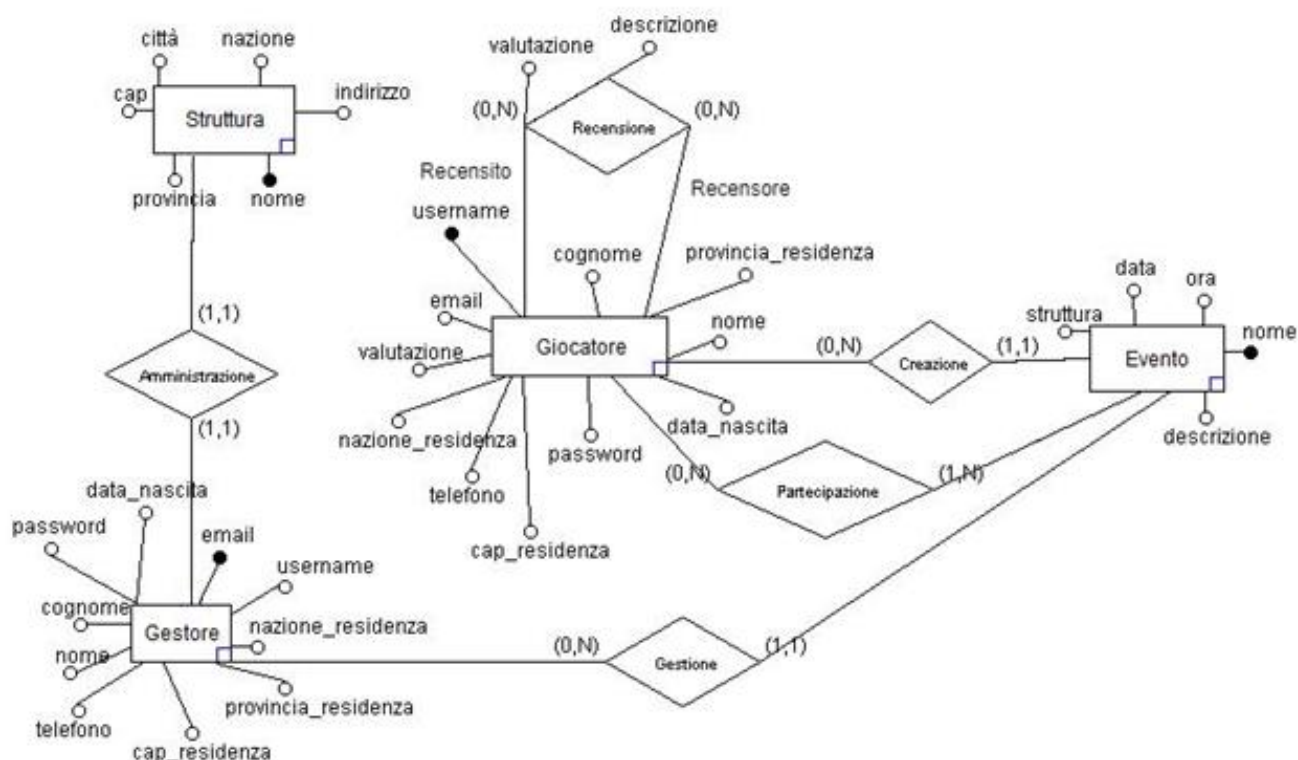 città
nazione
cap
indirizzo
Struttura
provincia
nome
(1,1)
Amministrazione
(1,1)
data_nascita
password
email
username
cognome
Gestore
nazione_residenza
nome
provincia_residenza
telefono
cap_residenza
descrizione
valutazione
(0,N)
(0,N)
Recensione
Recensito
Recensore
username
cognome
provincia_residenza
email
nome
Giocatore
valutazione
nazione_residenza
data_nascita
password
telefono
cap_residenza
(0,N)
Creazione
(1,1)
data
ora
struttura
nome
Evento
descrizione
(0,N)
Partecipazione
(1,N)
(0,N)
Gestione
(1,1)